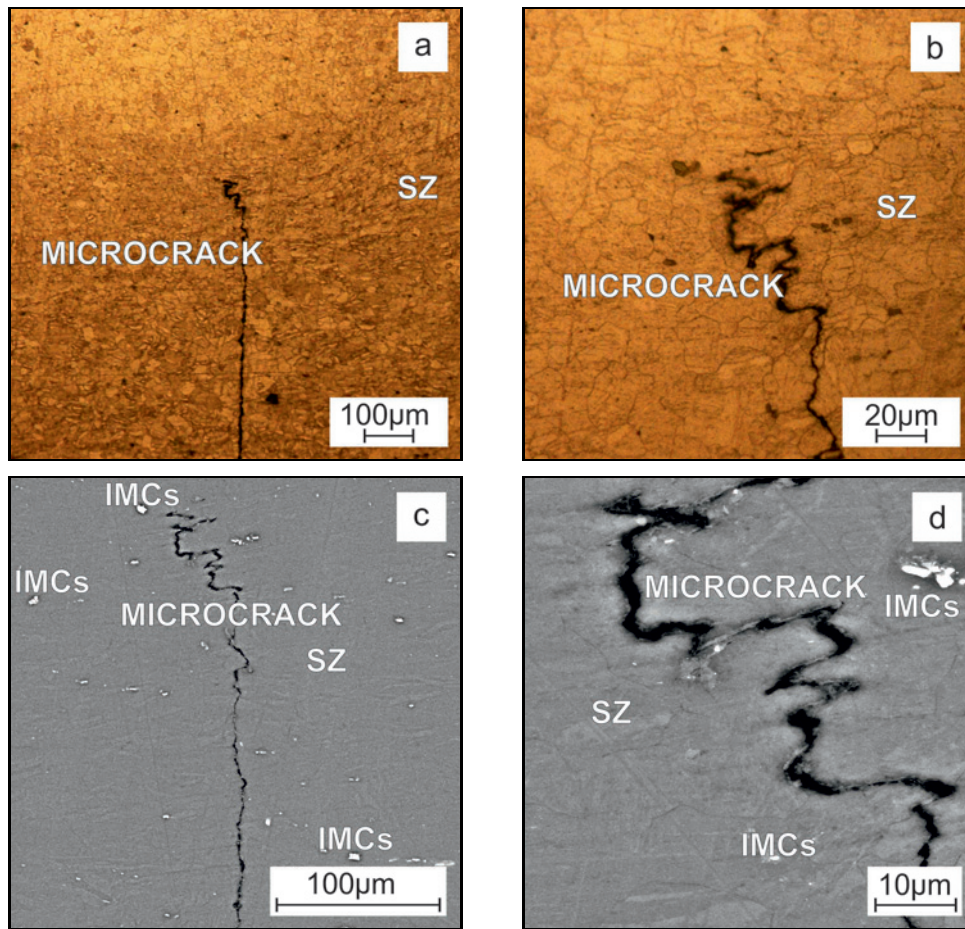 a
SZ
MICROCRACK
100µm
b
SZ
MICROCRACK
20µm
IMCs
c
IMCs
MICROCRACK
SZ
IMCs
100µm
d
MICROCRACK
IMCs
SZ
IMCs
10µm